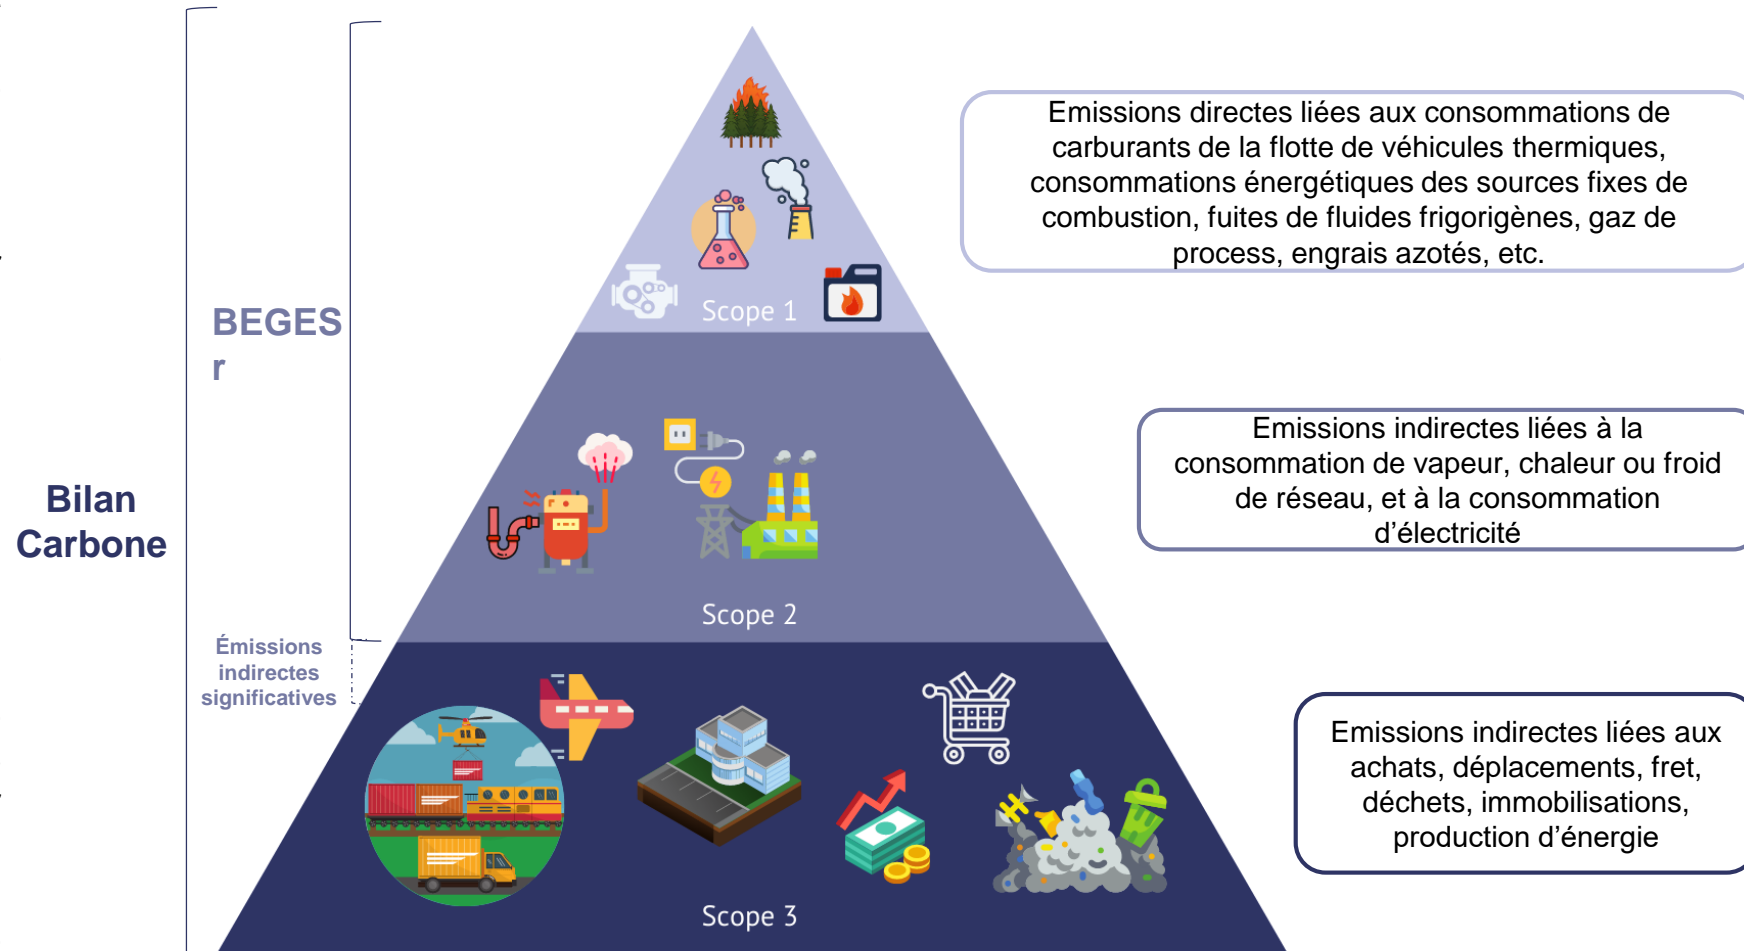 Emissions directes liées aux consommations de
carburants de la flotte de véhicules thermiques,
consommations énergétiques des sources fixes de
combustion, fuites de fluides frigorigènes, gaz de
process, engrais azotés, etc.
Scope 1
BEGES
r
Emissions indirectes liées à la
consommation de vapeur, chaleur ou froid
de réseau, et à la consommation
d’électricité
Bilan
Carbone
Scope 2
Émissions
indirectes
significatives
Emissions indirectes liées aux
achats, déplacements, fret,
déchets, immobilisations,
production d’énergie
Scope 3